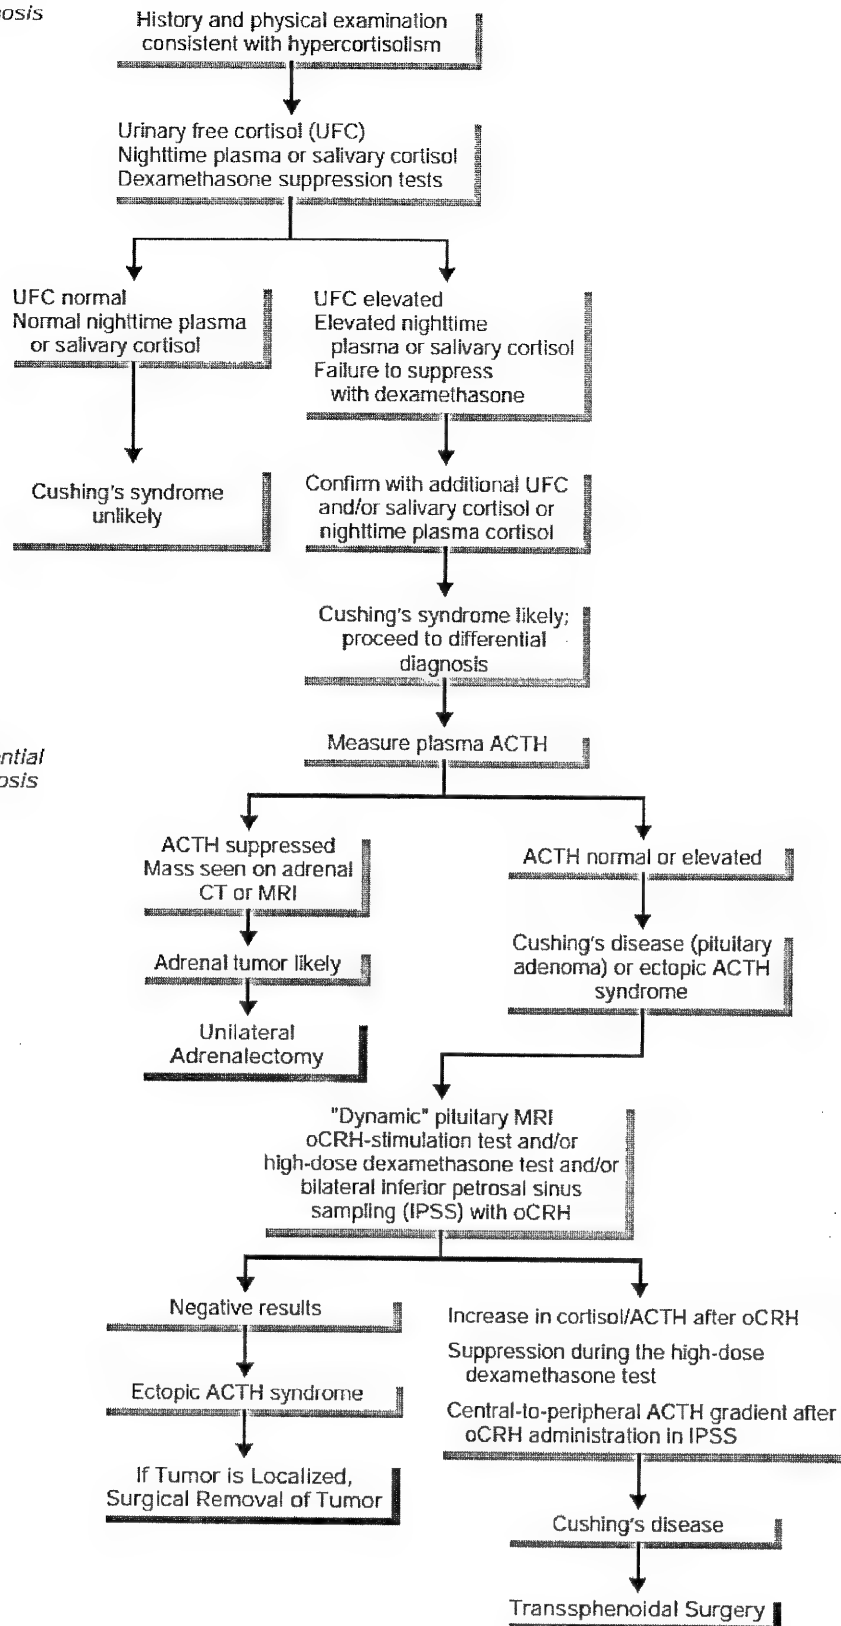 History and physical examination
consistent with hypercortisolism
Urinary free cortisol (UFC)
Nighttime plasma or salivary cortisol
Dexamethasone suppression tests
UFC normal
Normal nighttime plasma
or salivary cortisol
UFC elevated
Elevated nighttime
plasma or salivary cortisol
Failure to suppress
with dexamethasone
Cushing's syndrome
unlikely
Confirm with additional UFC
and/or salivary cortisol or
nighttime plasma cortisol
Cushing's syndrome likely;
proceed to differential
diagnosis
Measure plasma ACTH
ACTH suppressed
Mass seen on adrenal
CT or MRI
ACTH normal or elevated
Adrenal tumor likely
Cushing's disease (pituitary
adenoma) or ectopic ACTH
syndrome
Unilateral
Adrenalectomy
"Dynamic" pituitary MRI
oCRH-stimulation test and/or
high-dose dexamethasone test and/or
bilateral inferior petrosal sinus
sampling (IPSS) with oCRH
Negative results
Increase in cortisol/ACTH after oCRH
Suppression during the high-dose
dexamethasone test
Central-to-peripheral ACTH gradient after
oCRH administration in IPSS
Ectopic ACTH syndrome
If Tumor is Localized,
Surgical Removal of Tumor
Cushing's disease
Transsphenoidal Surgery